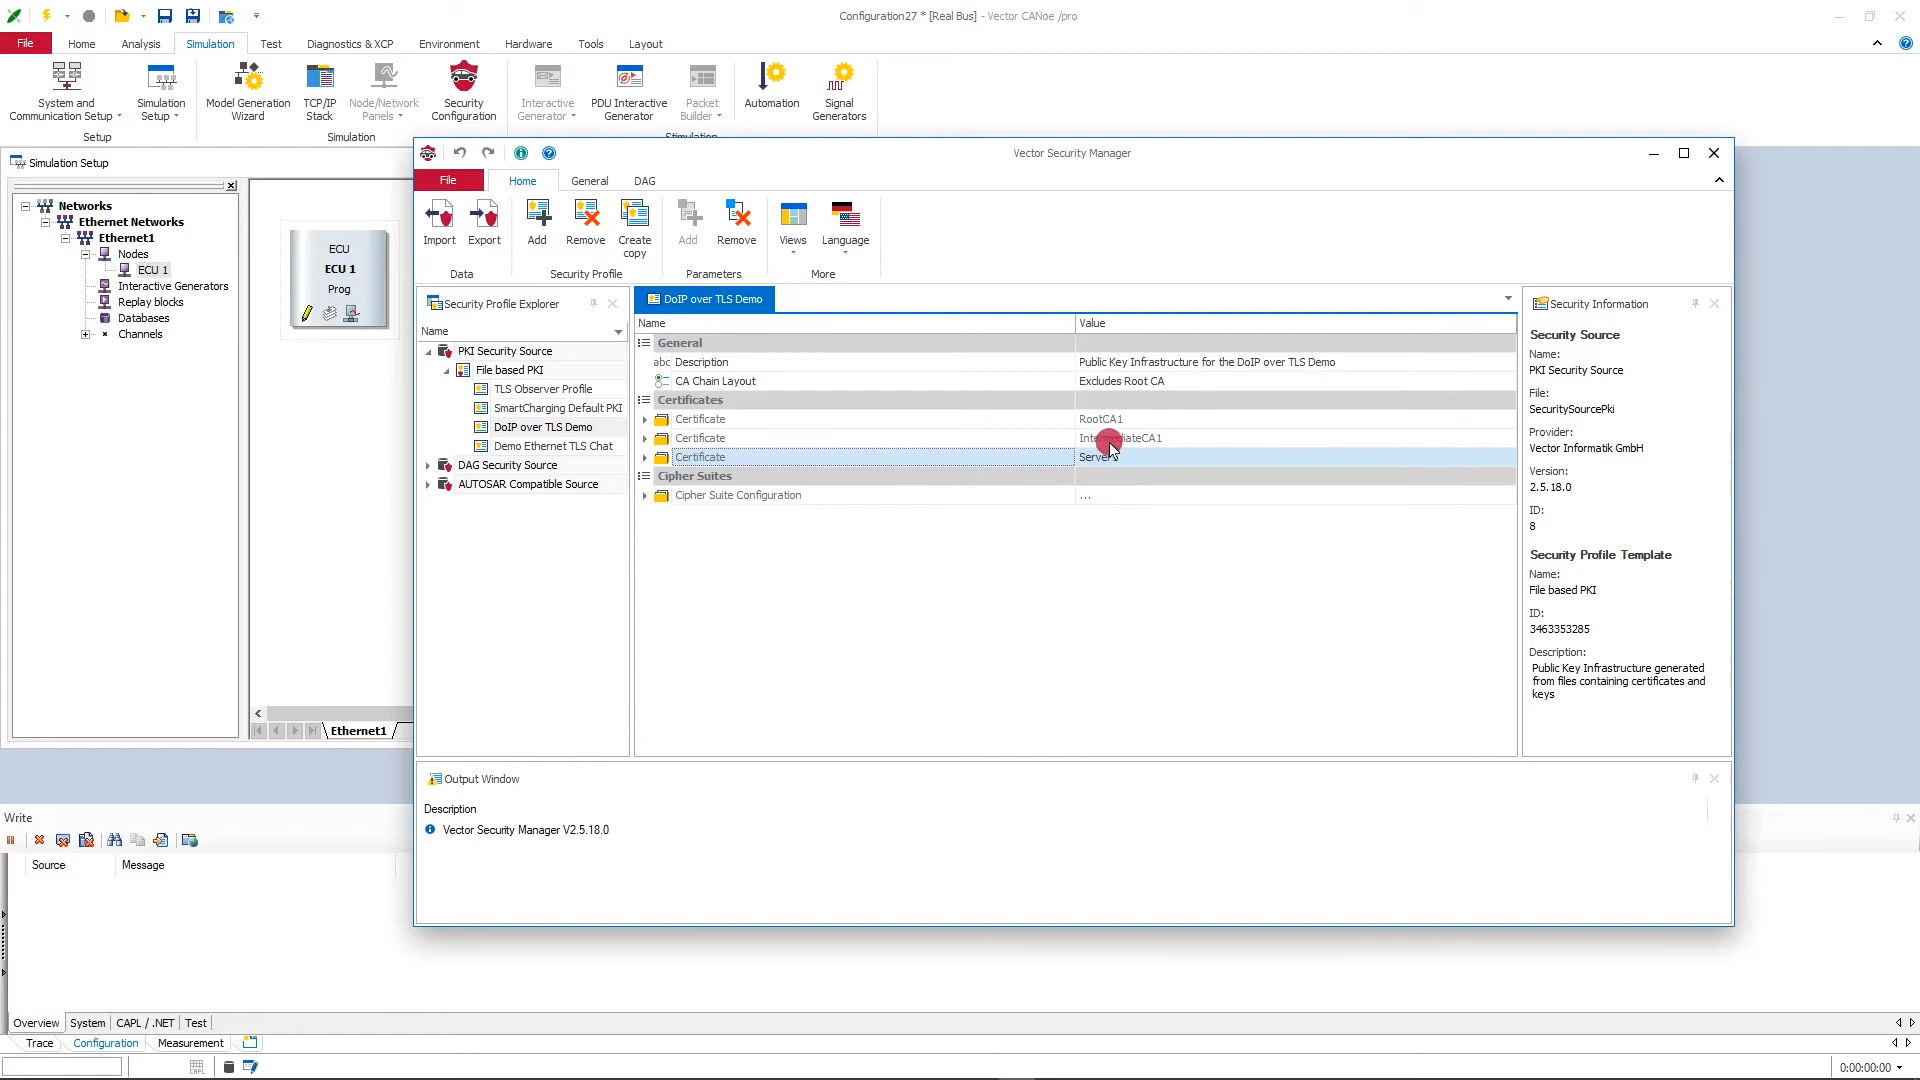 Configuration27 * [Real Bus] - Vector CANoe /pro
File Home Analysis Simulation Test Diagnostics & XCP Environment Hardware Tools Layout
System and Communication Setup
Simulation Setup
Model Generation Wizard
TCP/IP Stack
Node/Network Panels
Security Configuration
Interactive Generator
PDU Interactive Generator
Packet Builder
Automation
Signal Generators
Setup
Simulation
Simulation Setup
Networks
Ethernet Networks
Ethernet1
Nodes
ECU 1
Interactive Generators
Replay blocks
Databases
Channels
ECU
ECU 1
Prog
Ethernet1
Vector Security Manager
File Home General DAG
Import Export Add Remove Create copy Add Remove Views Language
Data Security Profile Parameters More
Security Profile Explorer
Name
PKI Security Source
File based PKI
TLS Observer Profile
SmartCharging Default PKI
DoIP over TLS Demo
Demo Ethernet TLS Chat
DAG Security Source
AUTOSAR Compatible Source
DoIP over TLS Demo
Name Value
General
abc Description Public Key Infrastructure for the DoIP over TLS Demo
CA Chain Layout Excludes Root CA
Certificates
Certificate RootCA1
Certificate IntermediateCA1
Certificate
Cipher Suites
Cipher Suite Configuration ...
Security Information
Security Source
Name:
PKI Security Source
File:
SecuritySourcePki
Provider:
Vector Informatik GmbH
Version:
2.5.18.0
ID:
8
Security Profile Template
Name:
File based PKI
ID:
3463353285
Description:
Public Key Infrastructure generated
from files containing certificates and
keys
Output Window
Description
Vector Security Manager V2.5.18.0
Write
Source Message
Overview System CAPL / .NET Test
Trace Configuration Measurement
CAPL
0:00:00:00